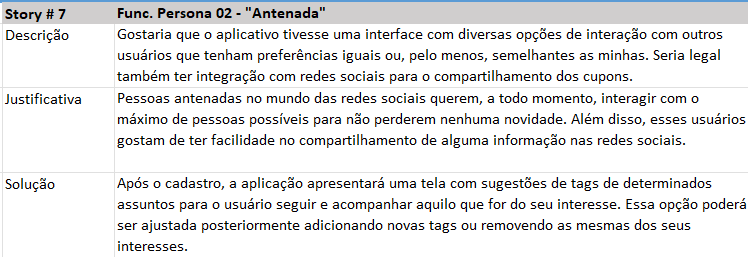 Story # 7 Func. Persona 02 - "Antenada"
Descrição Gostaria que o aplicativo tivesse uma interface com diversas opções de interação com outros
usuários que tenham preferências iguais ou, pelo menos, semelhantes as minhas. Seria legal
também ter integração com redes sociais para o compartilhamento dos cupons.
Justificativa Pessoas antenadas no mundo das redes sociais querem, a todo momento, interagir com o
máximo de pessoas possíveis para não perderem nenhuma novidade. Além disso, esses usuários
gostam de ter facilidade no compartilhamento de alguma informação nas redes sociais.
Solução Após o cadastro, a aplicação apresentará uma tela com sugestões de tags de determinados
assuntos para o usuário seguir e acompanhar aquilo que for do seu interesse. Essa opção poderá
ser ajustada posteriormente adicionando novas tags ou removendo as mesmas dos seus
interesses.